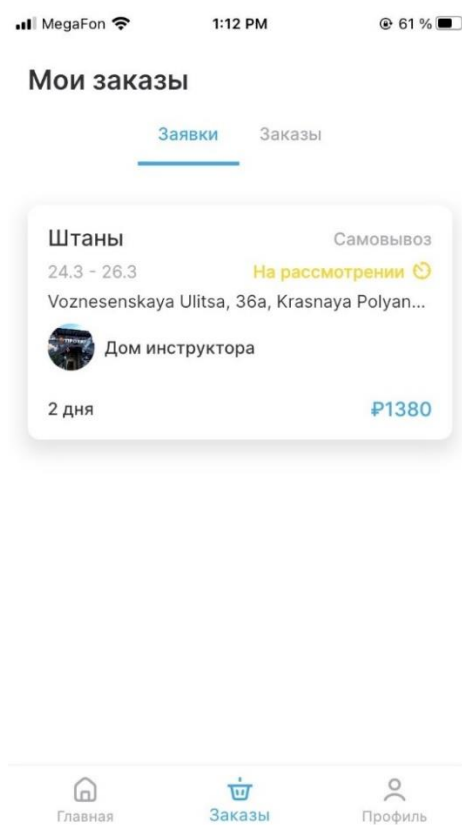 MegaFon 1:12 PM 61 %
Мои заказы
Заявки Заказы
Штаны Самовывоз
24.3 - 26.3 На рассмотрении
Voznesenskaya Ulitsa, 36a, Krasnaya Polyan...
Дом инструктора
2 дня ₽1380
Главная Заказы Профиль